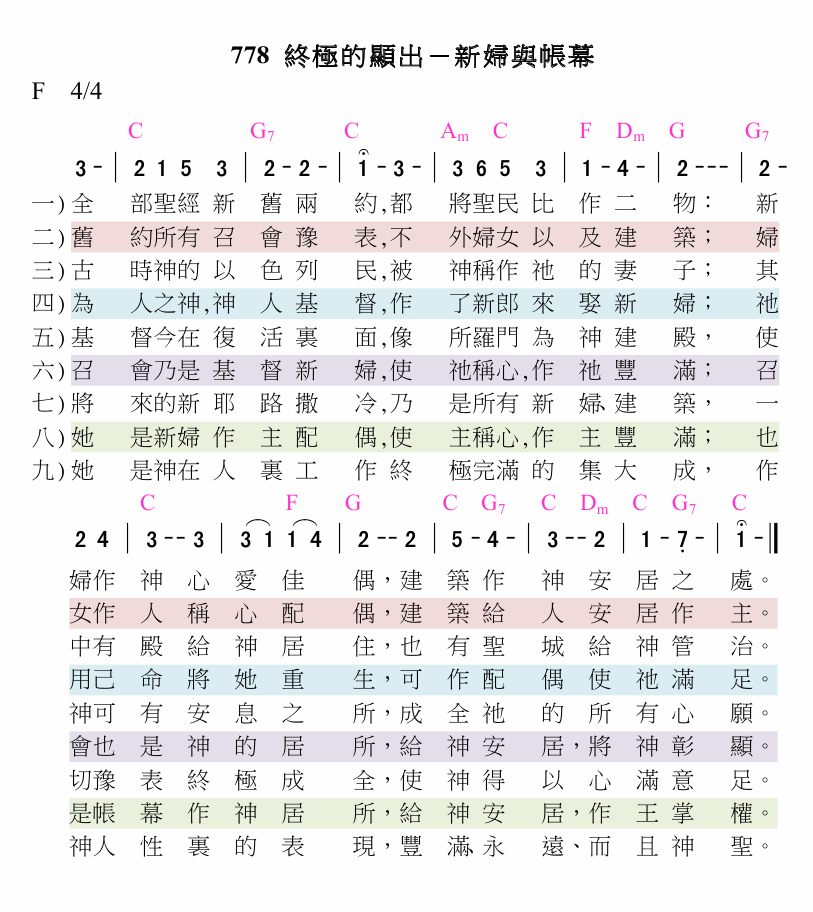 778 終極的顯出－新婦與帳幕
F 4/4
C G7 C Am C F Dm G G7
3 - | 2 1 5 3 | 2 - 2 - | 1 - 3 - | 3 6 5 3 | 1 - 4 - | 2 - - - | 2 -
一)全 部聖經 新 舊 兩 約,都 將聖民 比 作 二 物： 新
二)舊 約所有 召 會 豫 表,不 外婦女 以 及 建 築； 婦
三)古 時神的 以 色 列 民,被 神稱作 祂 的 妻 子； 其
四)為 人之神,神 人 基 督,作 了新郎 來 娶 新 婦； 祂
五)基 督今在 復 活 裏 面,像 所羅門 為 神 建 殿， 使
六)召 會乃是 基 督 新 婦,使 祂稱心,作 祂 豐 滿； 召
七)將 來的新 耶 路 撒 冷,乃 是所有 新 婦、建 築， 一
八)她 是新婦 作 主 配 偶,使 主稱心,作 主 豐 滿； 也
九)她 是神在 人 裏 工 作 終 極完滿 的 集 大 成， 作
C F G C G7 C Dm C G7 C
2 4 | 3 - - 3 | 3 1 1 4 | 2 - - 2 | 5 - 4 - | 3 - - 2 | 1 - 7 - | 1 - ||
婦作 神 心 愛 佳 偶，建 築 作 神 安 居 之 處。
女作 人 稱 心 配 偶，建 築 給 人 安 居 作 主。
中有 殿 給 神 居 住，也 有 聖 城 給 神 管 治。
用己 命 將 她 重 生，可 作 配 偶 使 祂 滿 足。
神可 有 安 息 之 所，成 全 祂 的 所 有 心 願。
會也 是 神 的 居 所，給 神 安 居，將 神 彰 顯。
切豫 表 終 極 成 全，使 神 得 以 心 滿 意 足。
是帳 幕 作 神 居 所，給 神 安 居，作 王 掌 權。
神人 性 裏 的 表 現，豐 滿、永 遠、而 且 神 聖。